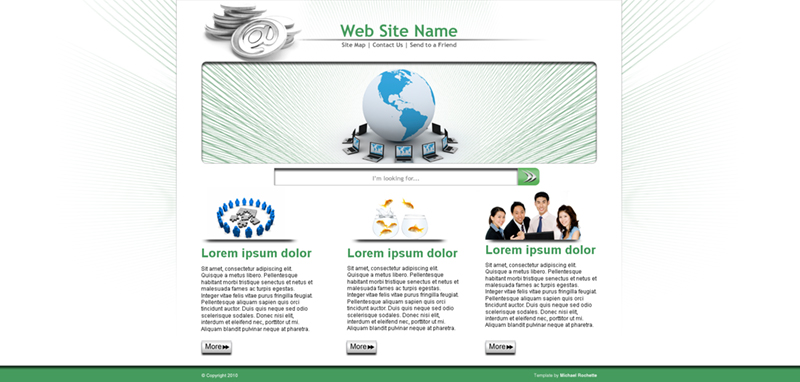 Web Site Name
Site Map | Contact Us | Send to a Friend
I'm looking for...
Lorem ipsum dolor
Sit amet, consectetur adipiscing elit.
Quisque a metus libero. Pellentesque
habitant morbi tristique senectus et netus et
malesuada fames ac turpis egestas.
Integer vitae felis vitae purus fringilla feugiat.
Pellentesque aliquam sapien quis orci
tincidunt auctor. Duis quis neque sed odio
scelerisque sodales. Donec nisi elit,
interdum et eleifend nec, porttitor ut mi.
Aliquam blandit pulvinar neque at pharetra.
More
Lorem ipsum dolor
Sit amet, consectetur adipiscing elit.
Quisque a metus libero. Pellentesque
habitant morbi tristique senectus et netus et
malesuada fames ac turpis egestas.
Integer vitae felis vitae purus fringilla feugiat.
Pellentesque aliquam sapien quis orci
tincidunt auctor. Duis quis neque sed odio
scelerisque sodales. Donec nisi elit,
interdum et eleifend nec, porttitor ut mi.
Aliquam blandit pulvinar neque at pharetra.
More
Lorem ipsum dolor
Sit amet, consectetur adipiscing elit.
Quisque a metus libero. Pellentesque
habitant morbi tristique senectus et netus et
malesuada fames ac turpis egestas.
Integer vitae felis vitae purus fringilla feugiat.
Pellentesque aliquam sapien quis orci
tincidunt auctor. Duis quis neque sed odio
scelerisque sodales. Donec nisi elit,
interdum et eleifend nec, porttitor ut mi.
Aliquam blandit pulvinar neque at pharetra.
More
© Copyright 2010
Template by Michael Rochette